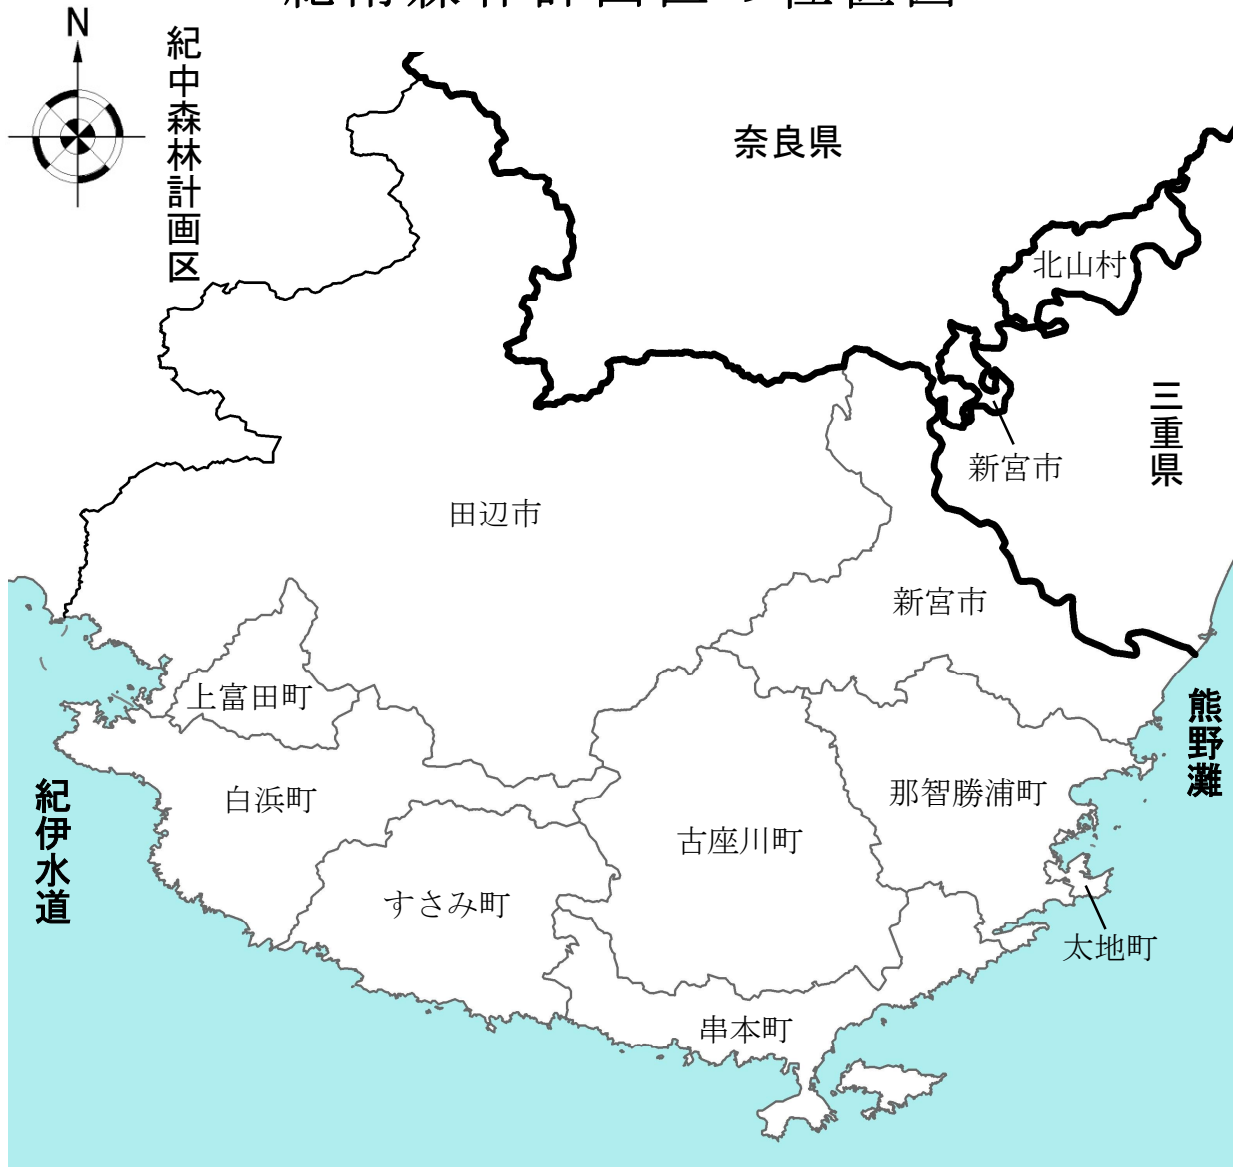 N
紀中森林計画区
奈良県
北山村
三重県
新宮市
田辺市
新宮市
上富田町
熊野灘
紀伊水道
白浜町
那智勝浦町
古座川町
すさみ町
太地町
串本町